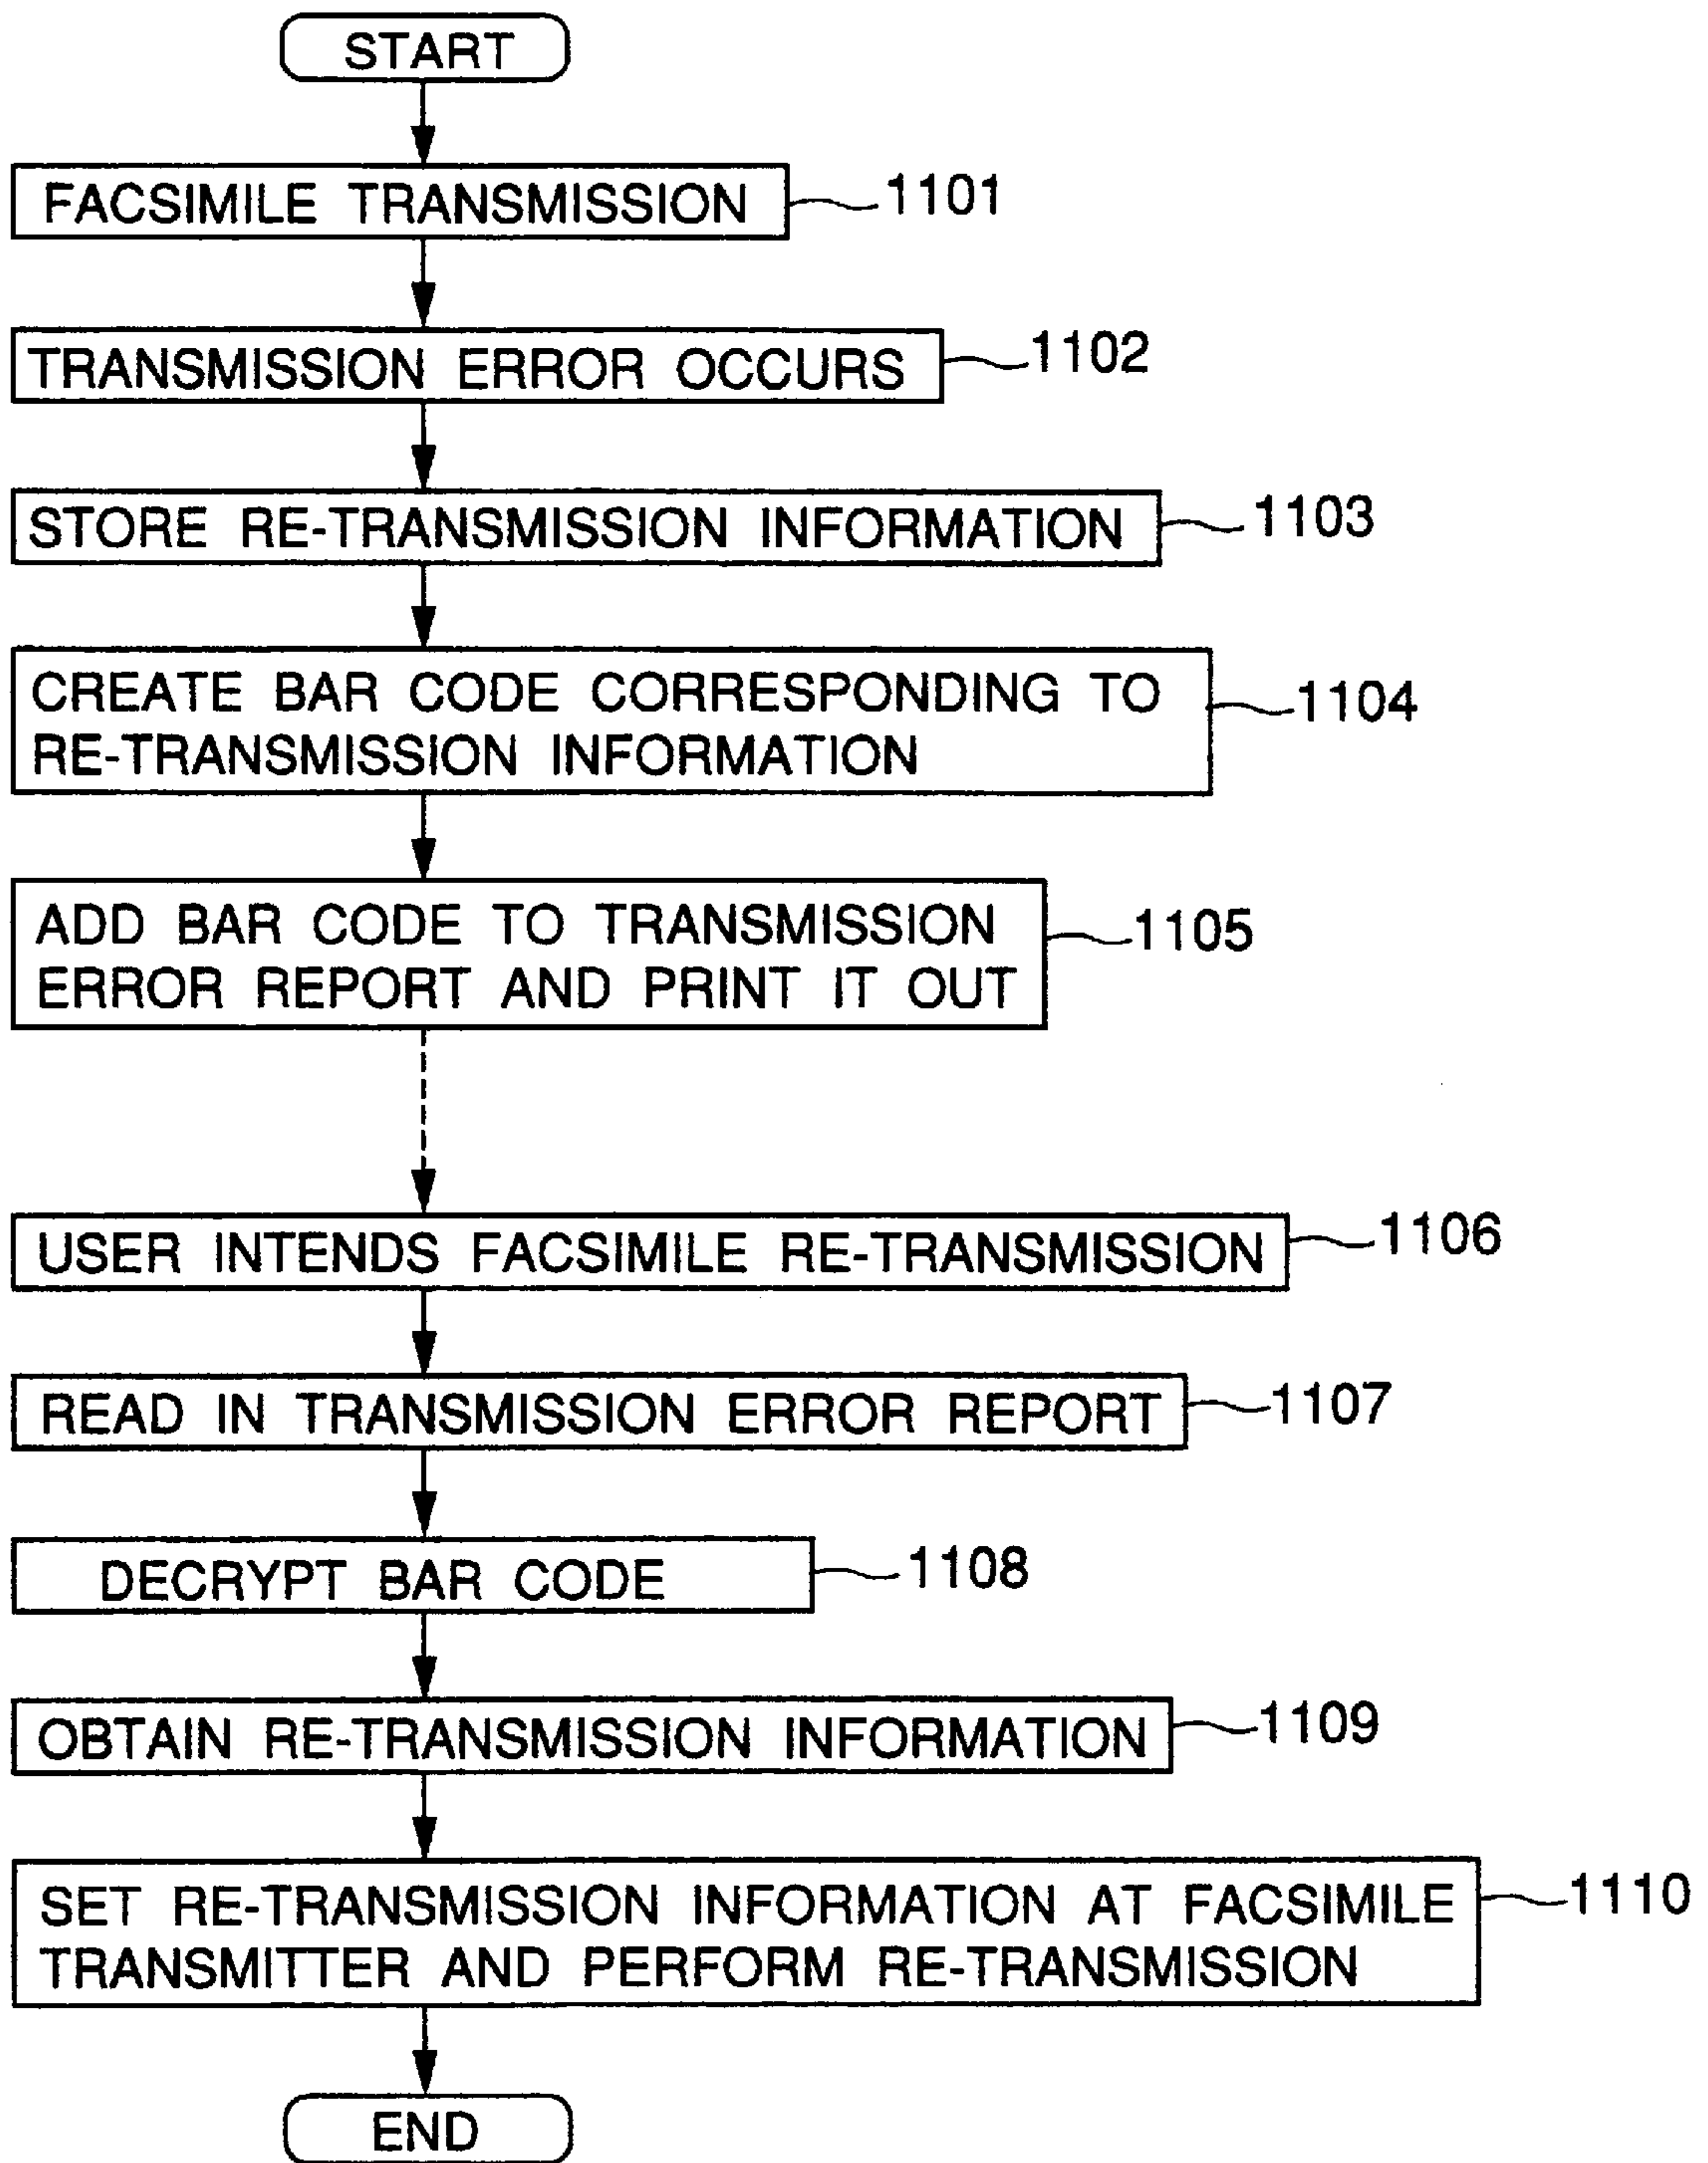 START
FACSIMILE TRANSMISSION
1101
TRANSMISSION ERROR OCCURS
1102
STORE RE-TRANSMISSION INFORMATION
1103
CREATE BAR CODE CORRESPONDING TO
RE-TRANSMISSION INFORMATION
1104
ADD BAR CODE TO TRANSMISSION
ERROR REPORT AND PRINT IT OUT
1105
USER INTENDS FACSIMILE RE-TRANSMISSION
1106
READ IN TRANSMISSION ERROR REPORT
1107
DECRYPT BAR CODE
1108
OBTAIN RE-TRANSMISSION INFORMATION
1109
SET RE-TRANSMISSION INFORMATION AT FACSIMILE
TRANSMITTER AND PERFORM RE-TRANSMISSION
1110
END